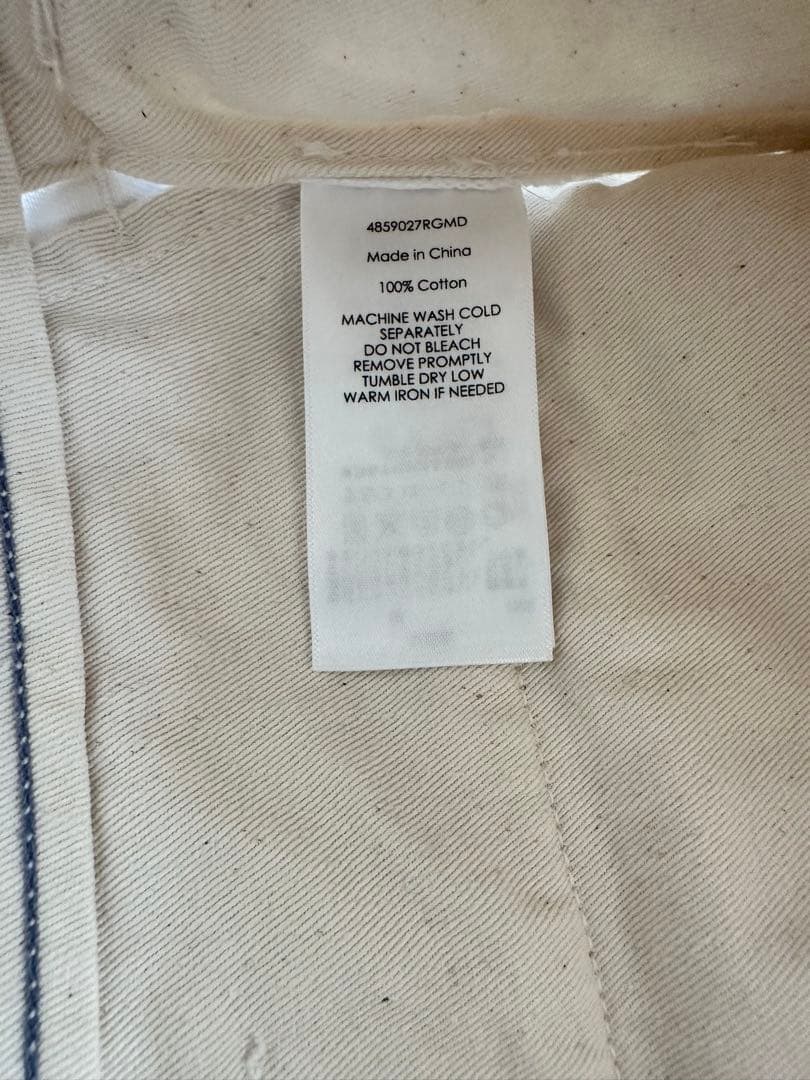 4859027RGMD
Made in China
100% Cotton
MACHINE WASH COLD
SEPARATELY
DO NOT BLEACH
REMOVE PROMPTLY
TUMBLE DRY LOW
WARM IRON IF NEEDED